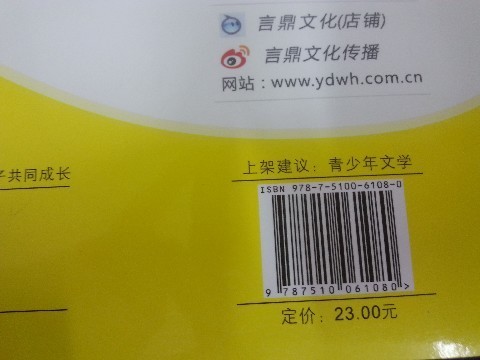 言鼎文化(店铺)
言鼎文化传播
网站：www.ydwh.com.cn
共同成长
上架建议：青少年文学
ISBN 978-7-5100-6108-0
9 787510 061080 >
定价：23.00元